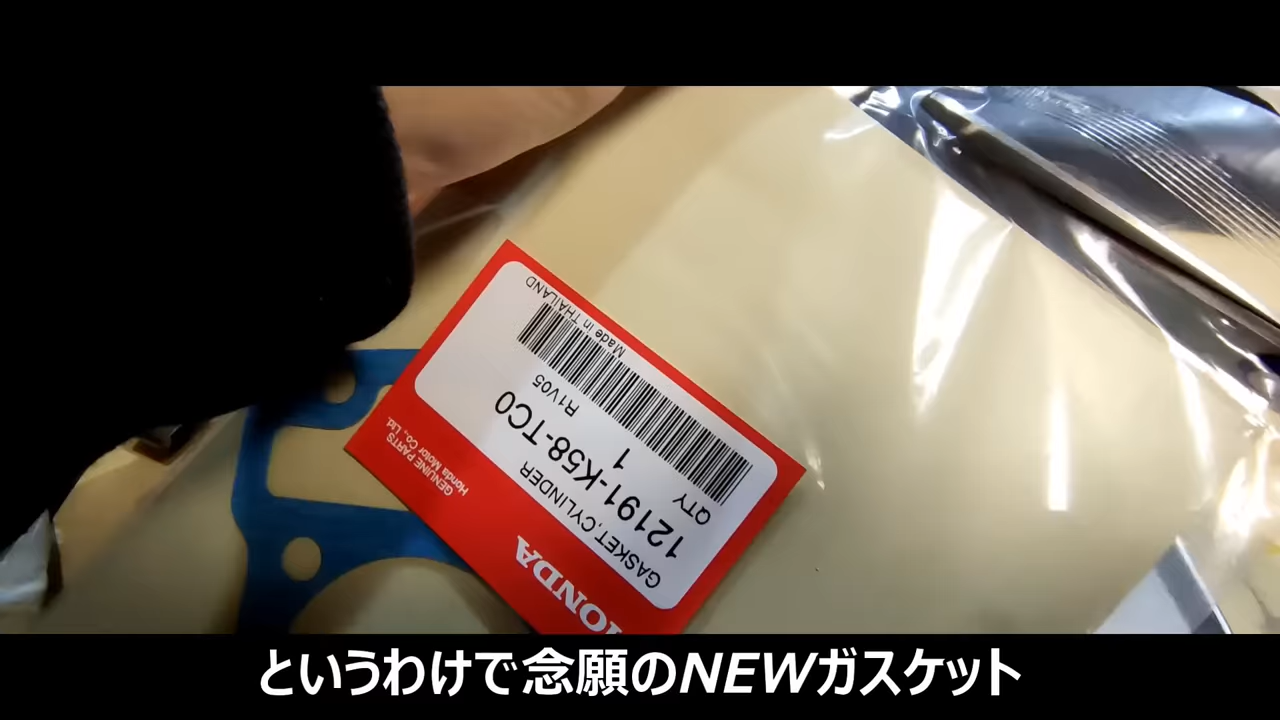 HONDA
GENUINE PARTS
Honda Motor Co., Ltd.
GASKET,CYLINDER
12191-K58-TC0
QTY 1
R1V05
Made in THAILAND
というわけで念願のNEWガスケット